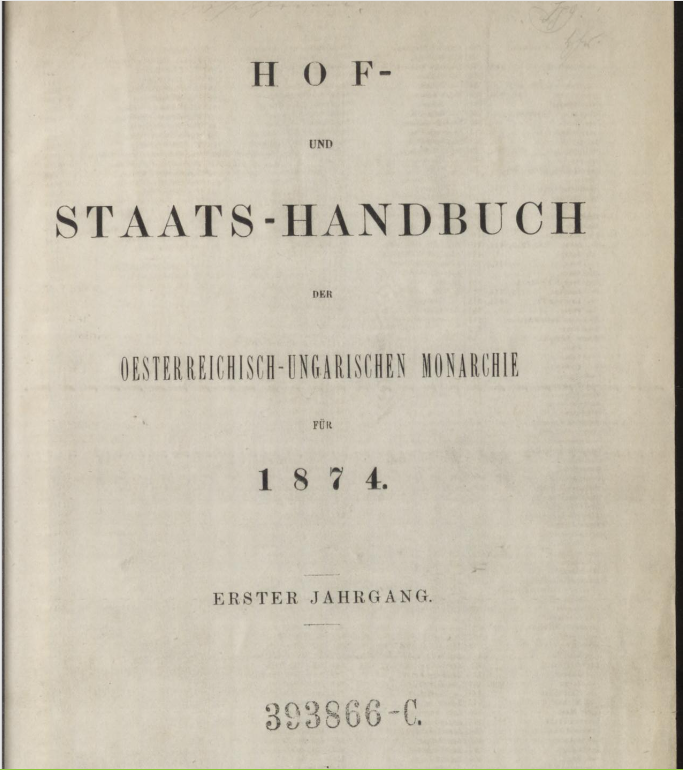 HOF-
UND
STAATS-HANDBUCH
DER
OESTERREICHISCH-UNGARISCHEN MONARCHIE
FÜR
1874.
ERSTER JAHRGANG.
393866-C.